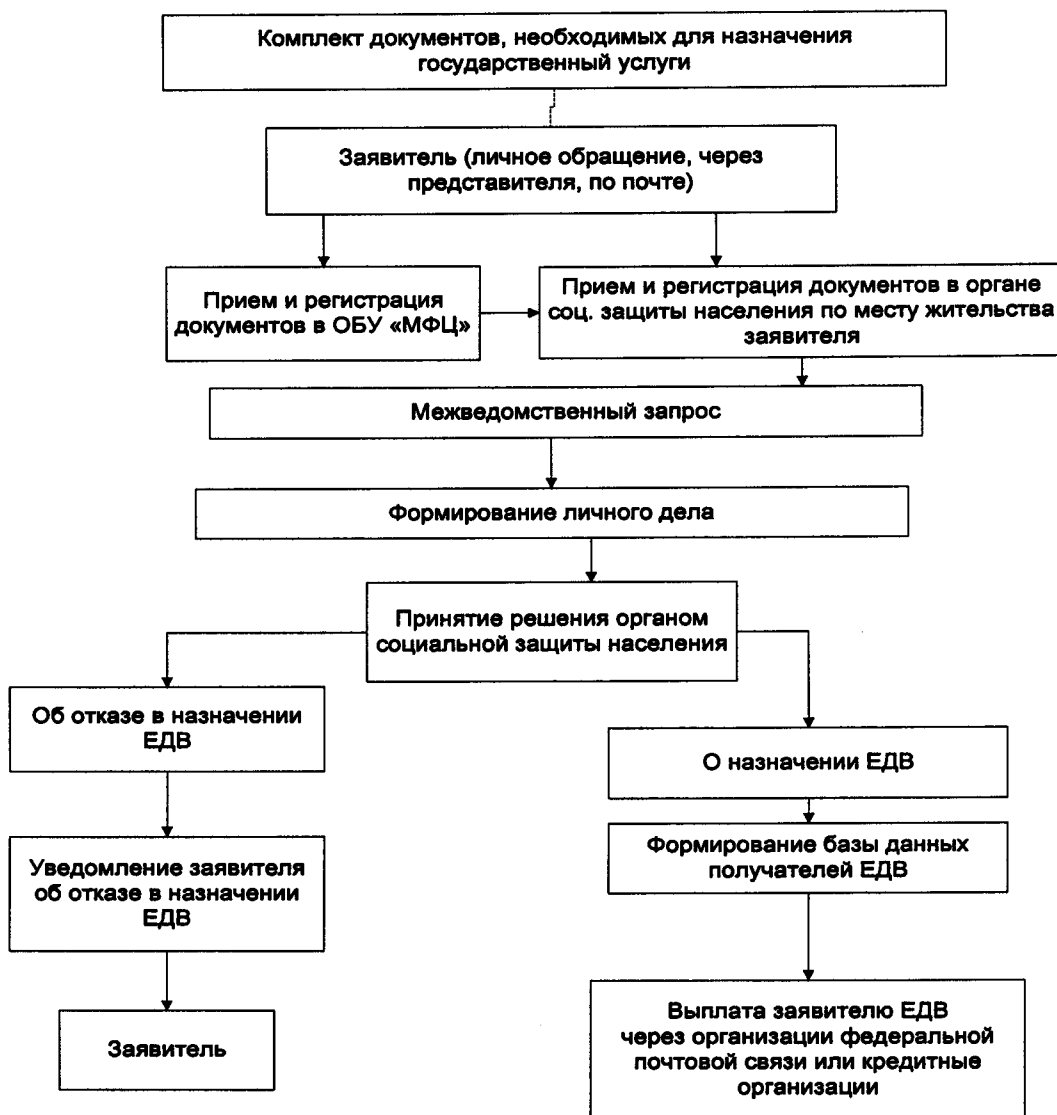 Комплект документов, необходимых для назначения
государственный услуги
Заявитель (личное обращение, через
представителя, по почте)
Прием и регистрация
документов в ОБУ «МФЦ»
Прием и регистрация документов в органе
соц. защиты населения по месту жительства
заявителя
Межведомственный запрос
Формирование личного дела
Принятие решения органом
социальной защиты населения
Об отказе в назначении
ЕДВ
О назначении ЕДВ
Уведомление заявителя
об отказе в назначении
ЕДВ
Формирование базы данных
получателей ЕДВ
Заявитель
Выплата заявителю ЕДВ
через организации федеральной
почтовой связи или кредитные
организации